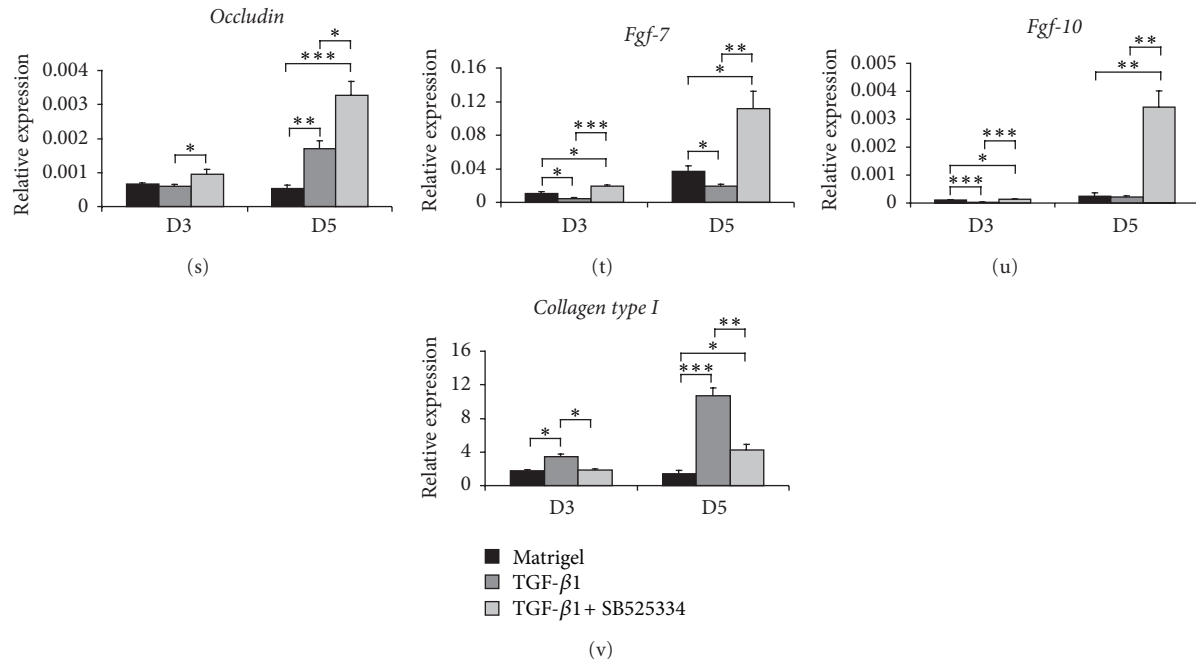 Occludin
Relative expression
0.004
0.003
0.002
0.001
0
*
***
**
*
D3
D5
(s)
Fgf-7
Relative expression
0.16
0.12
0.08
0.04
0
**
*
***
*
*
*
D3
D5
(t)
Fgf-10
Relative expression
0.005
0.004
0.003
0.002
0.001
0
**
**
***
*
***
D3
D5
(u)
Collagen type I
Relative expression
16
12
8
4
0
**
*
***
*
*
D3
D5
Matrigel
TGF-β1
TGF-β1+ SB525334
(v)